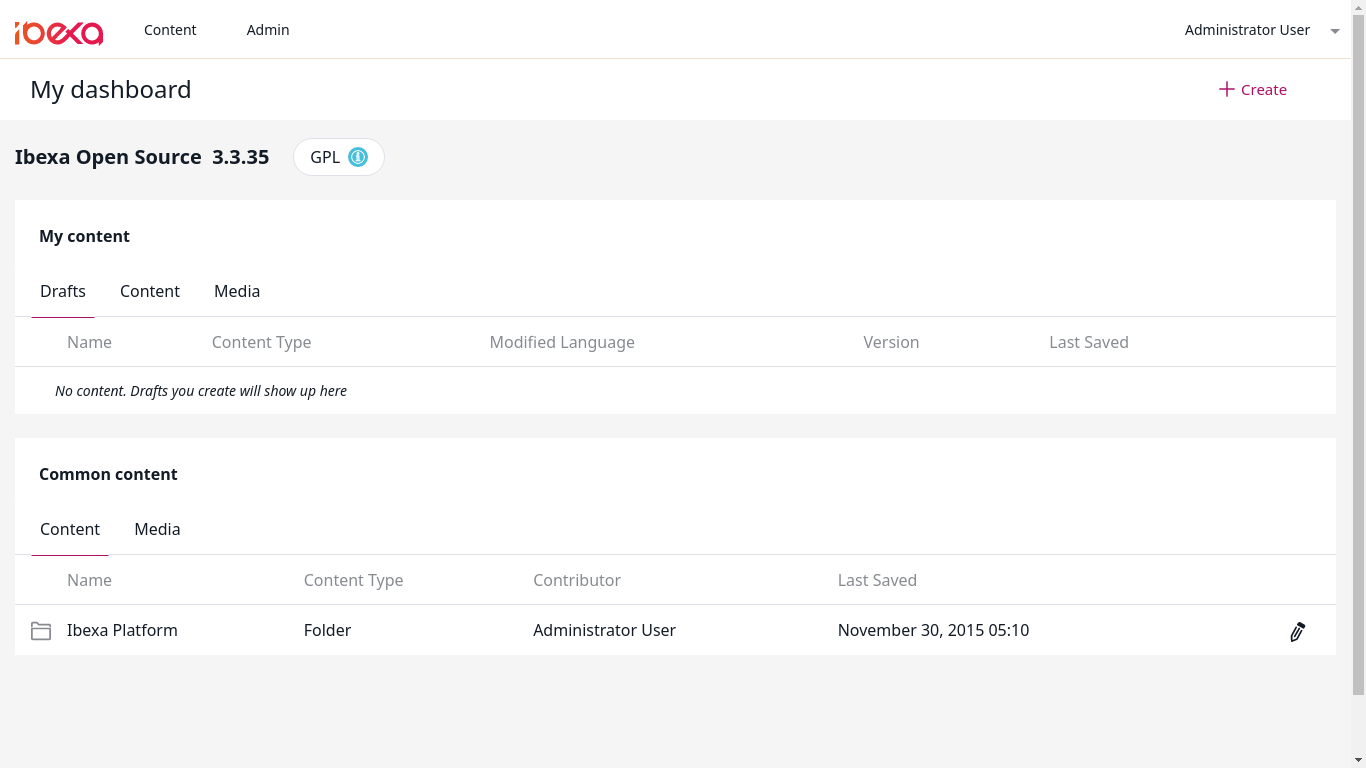 ibexa Content Admin Administrator User
My dashboard Create
Ibexa Open Source 3.3.35 GPL
My content
Drafts Content Media
Name Content Type Modified Language Version Last Saved
No content. Drafts you create will show up here
Common content
Content Media
Name Content Type Contributor Last Saved
Ibexa Platform Folder Administrator User November 30, 2015 05:10